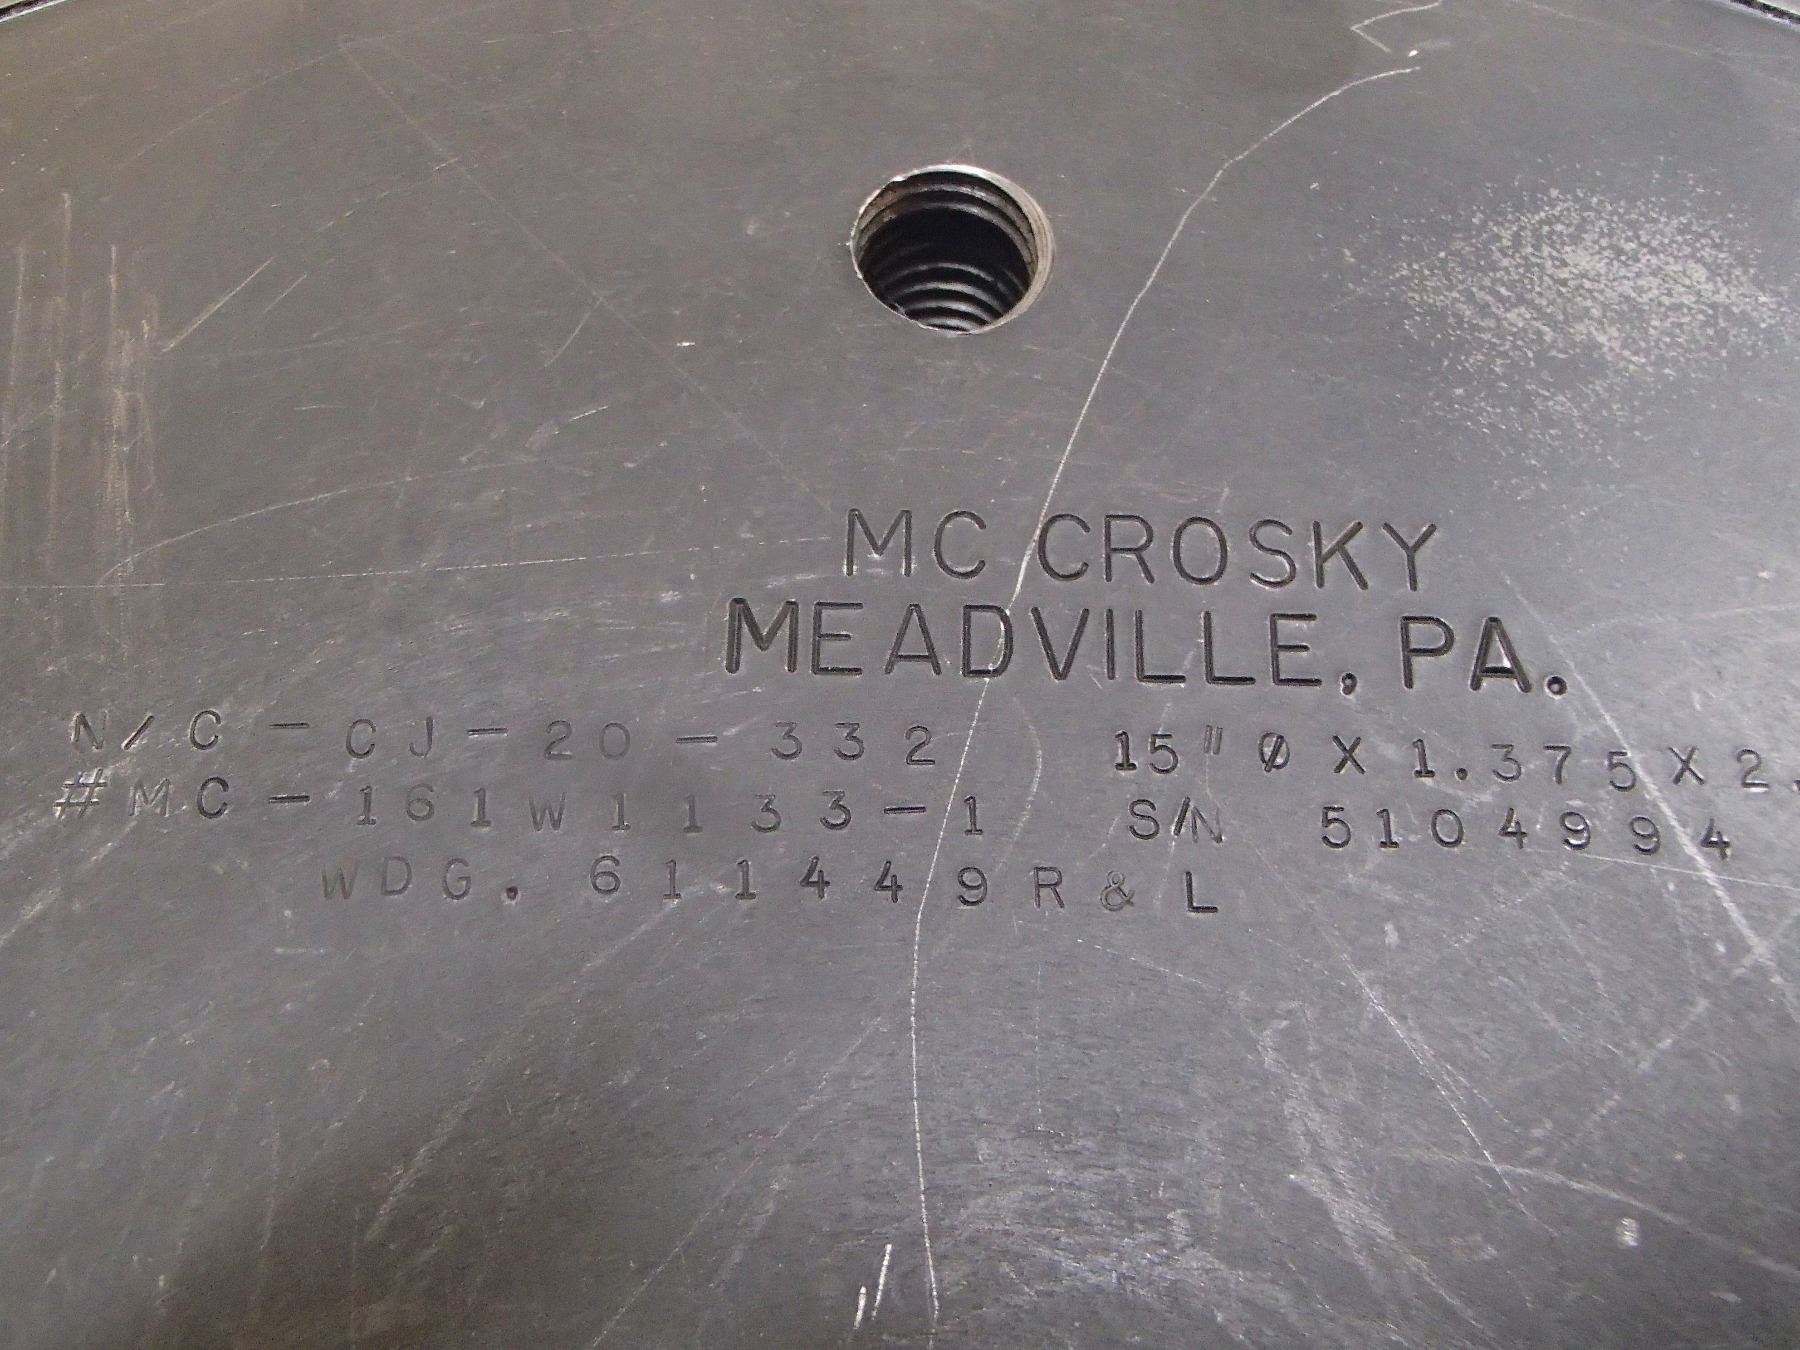 MC CROSKY
MEADVILLE, PA.
N/C-CJ-20-332 15"Ø X 1.375 X 2.
#MC-161W1133-1 S/N 5104994
WDG. 611449R & L